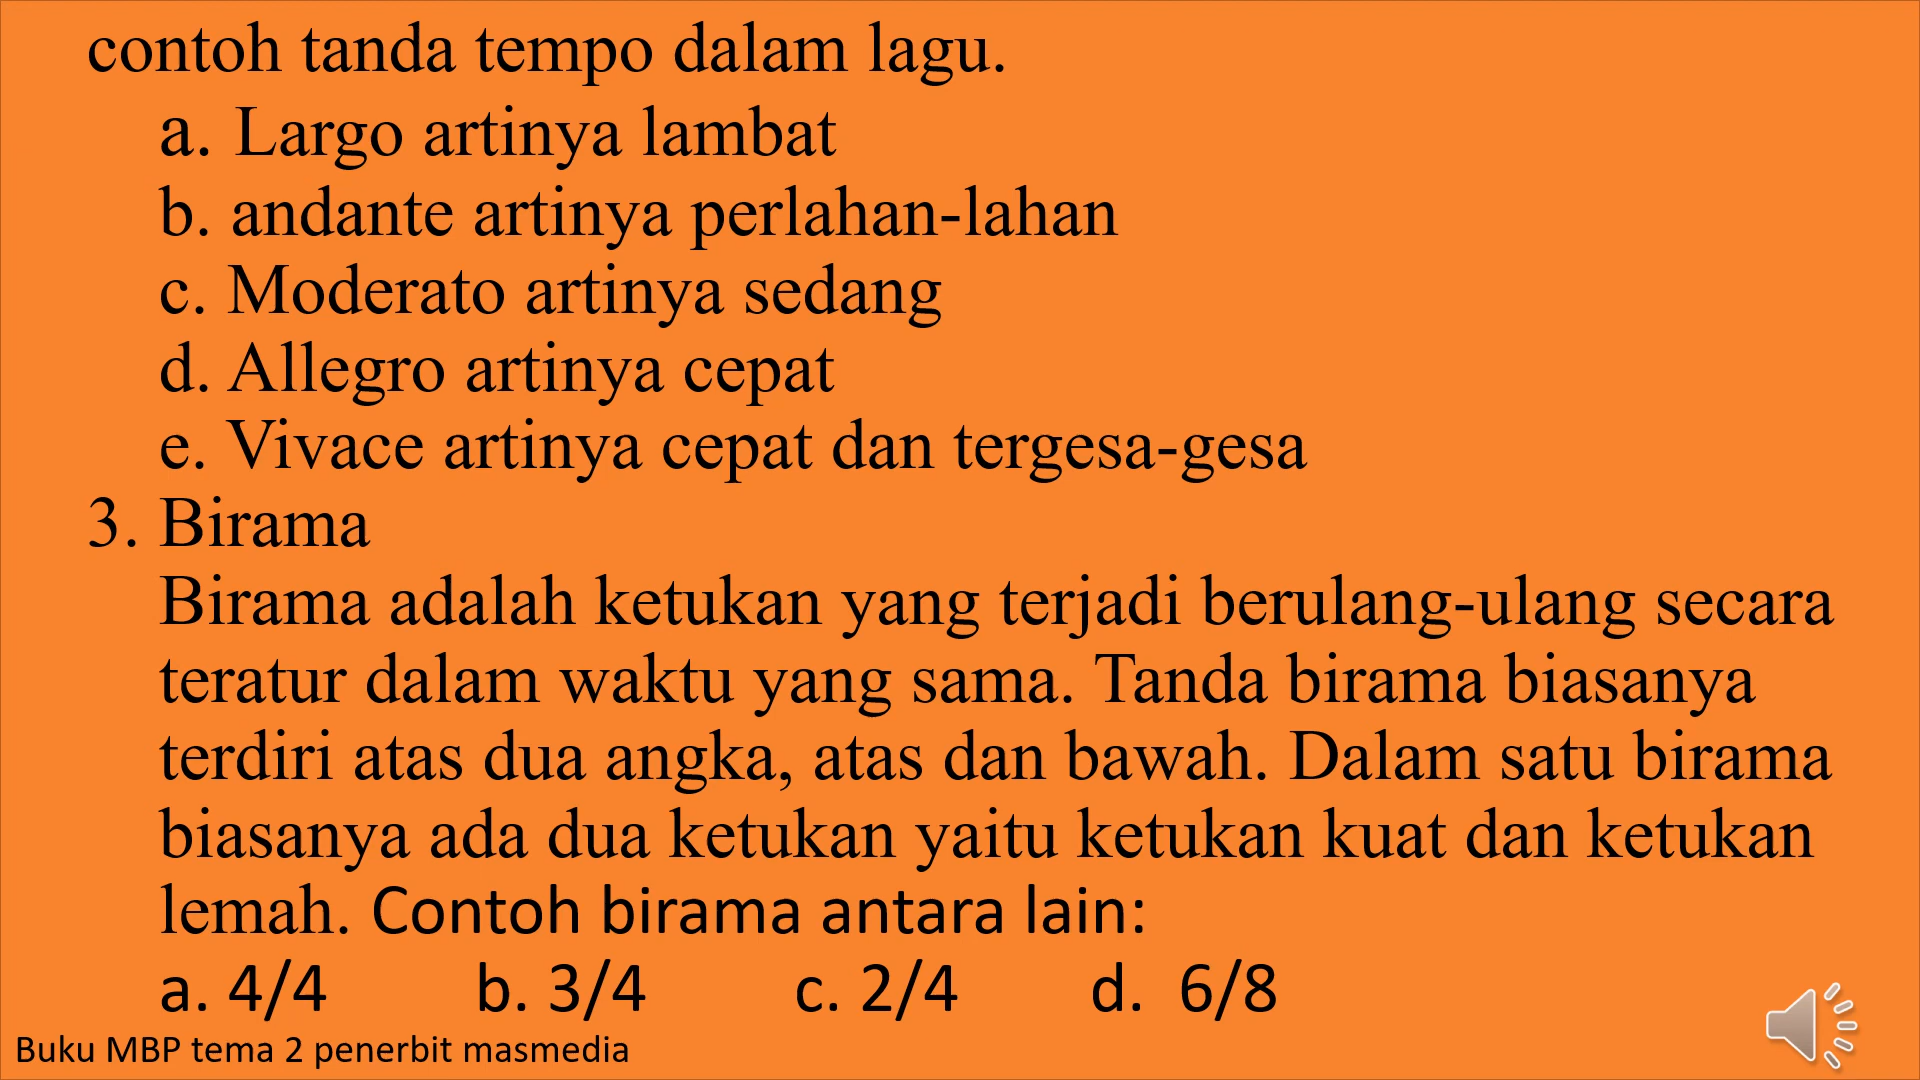 contoh tanda tempo dalam lagu.
a. Largo artinya lambat
b. andante artinya perlahan-lahan
c. Moderato artinya sedang
d. Allegro artinya cepat
e. Vivace artinya cepat dan tergesa-gesa
3. Birama
Birama adalah ketukan yang terjadi berulang-ulang secara
teratur dalam waktu yang sama. Tanda birama biasanya
terdiri atas dua angka, atas dan bawah. Dalam satu birama
biasanya ada dua ketukan yaitu ketukan kuat dan ketukan
lemah. Contoh birama antara lain:
a. 4/4 b. 3/4 c. 2/4 d. 6/8
Buku MBP tema 2 penerbit masmedia